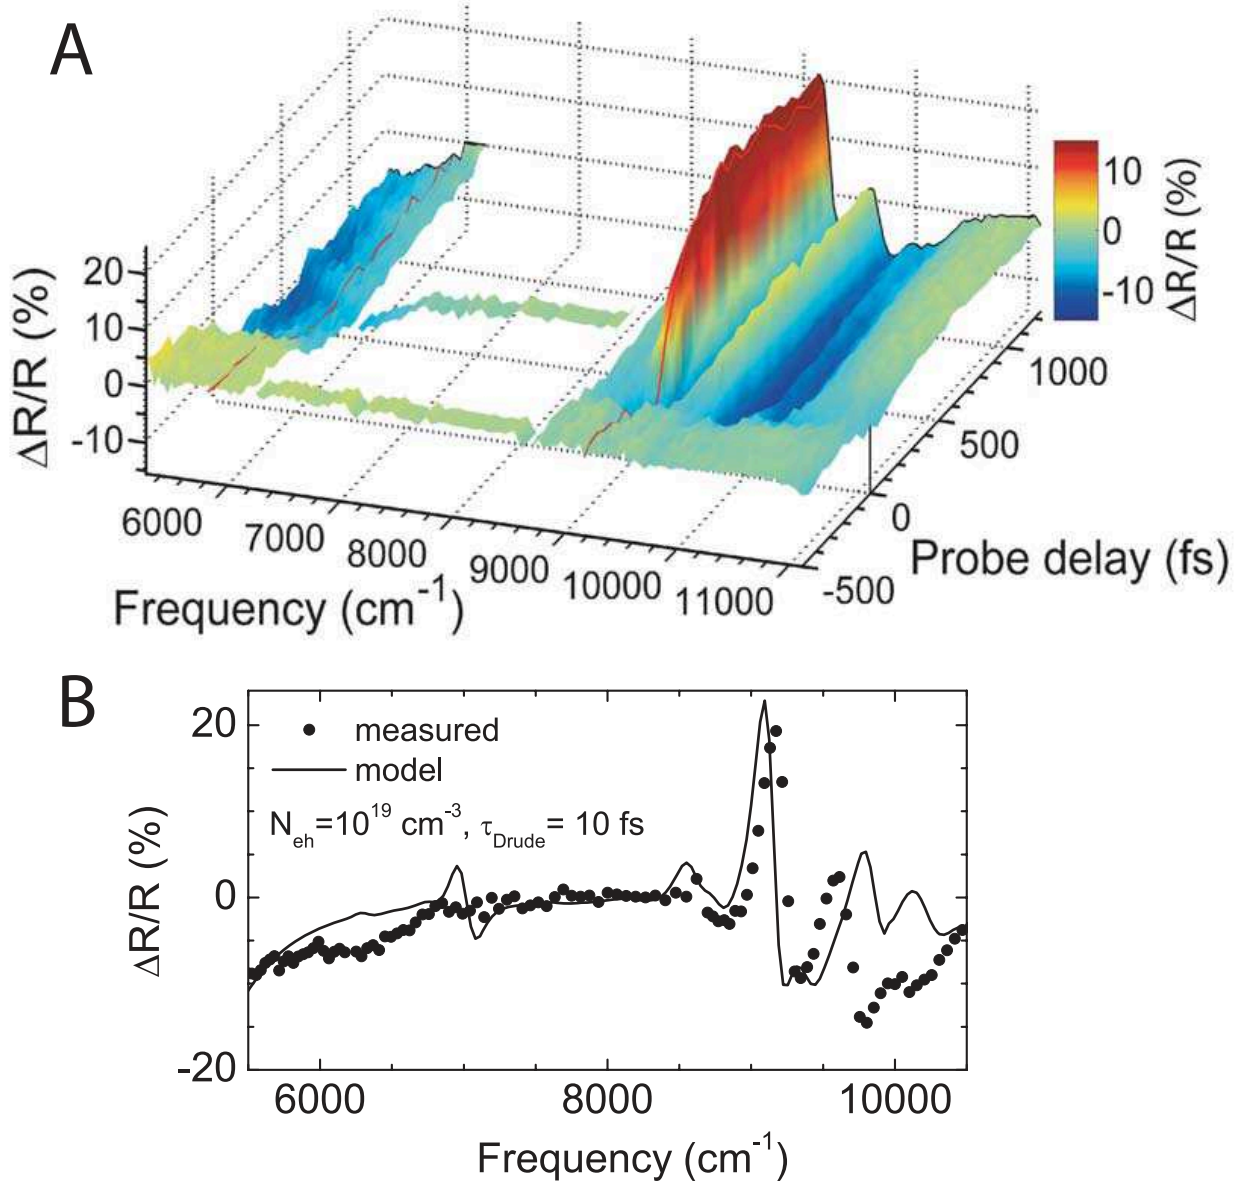 A
20
10
0
-10
ΔR/R (%)
6000
7000
8000
9000
10000
11000
Frequency (cm⁻¹)
-500
0
500
1000
Probe delay (fs)
10
0
-10
ΔR/R (%)
B
20
0
-20
ΔR/R (%)
measured
model
N_eh=10¹⁹ cm⁻³, τ_Drude= 10 fs
6000
8000
10000
Frequency (cm⁻¹)